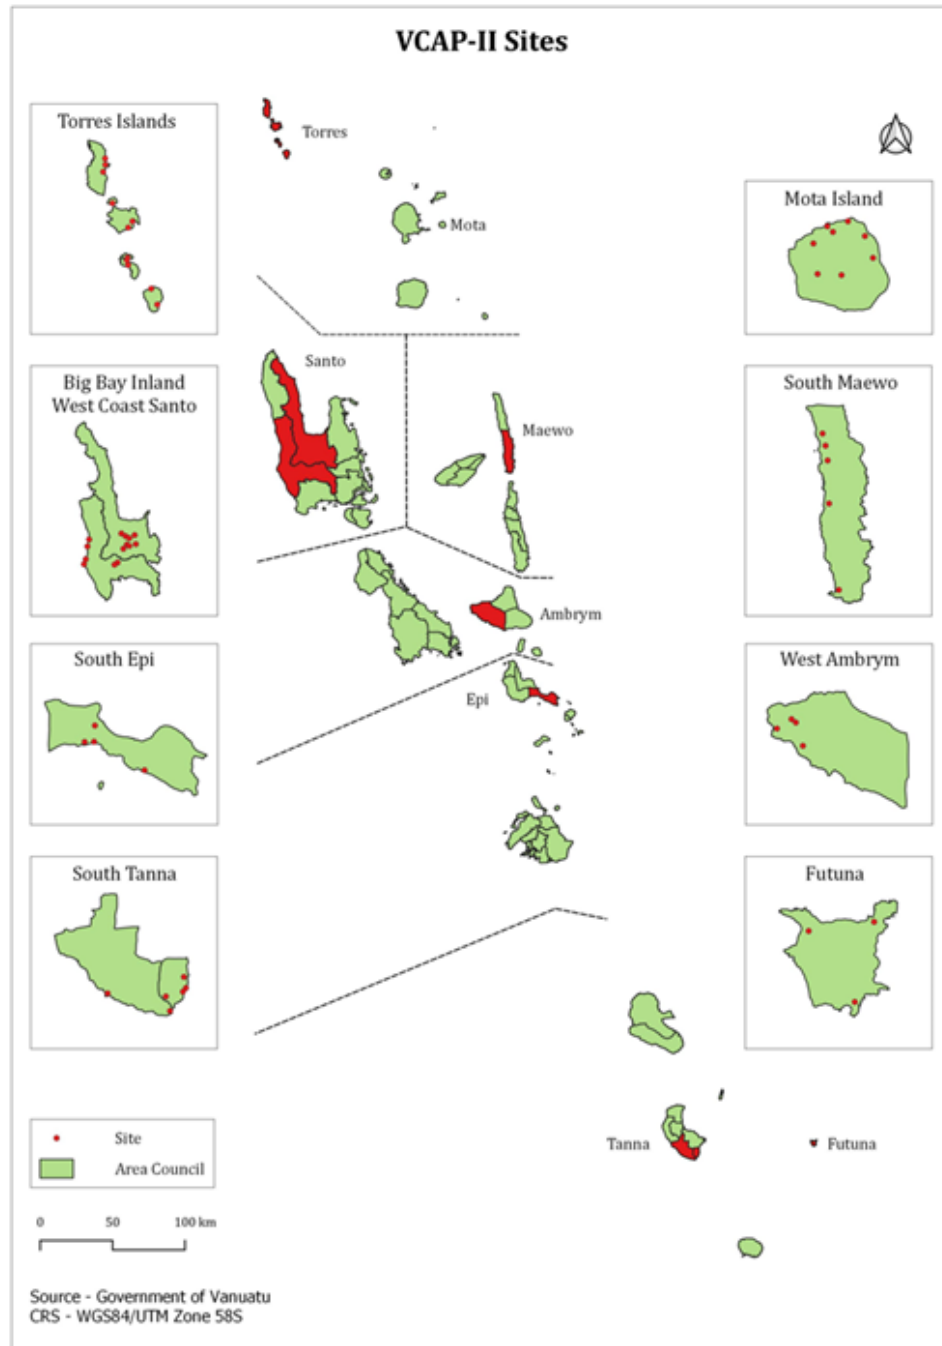 VCAP-II Sites
Torres Islands
Torres
Mota
Mota Island
Big Bay Inland
West Coast Santo
Santo
Maewo
South Maewo
Ambrym
South Epi
Epi
West Ambrym
South Tanna
Futuna
Tanna
Futuna
Site
Area Council
0 50 100 km
Source - Government of Vanuatu
CRS - WGS84/UTM Zone 58S